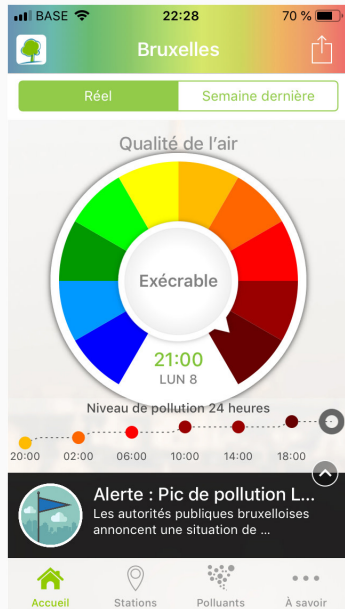 BASE 22:28 70 %
Bruxelles
Réel Semaine dernière
Qualité de l'air
Exécrable
21:00
LUN 8
Niveau de pollution 24 heures
20:00 02:00 06:00 10:00 14:00 18:00
Alerte : Pic de pollution L...
Les autorités publiques bruxelloises
annoncent une situation de ...
Accueil Stations Polluants À savoir